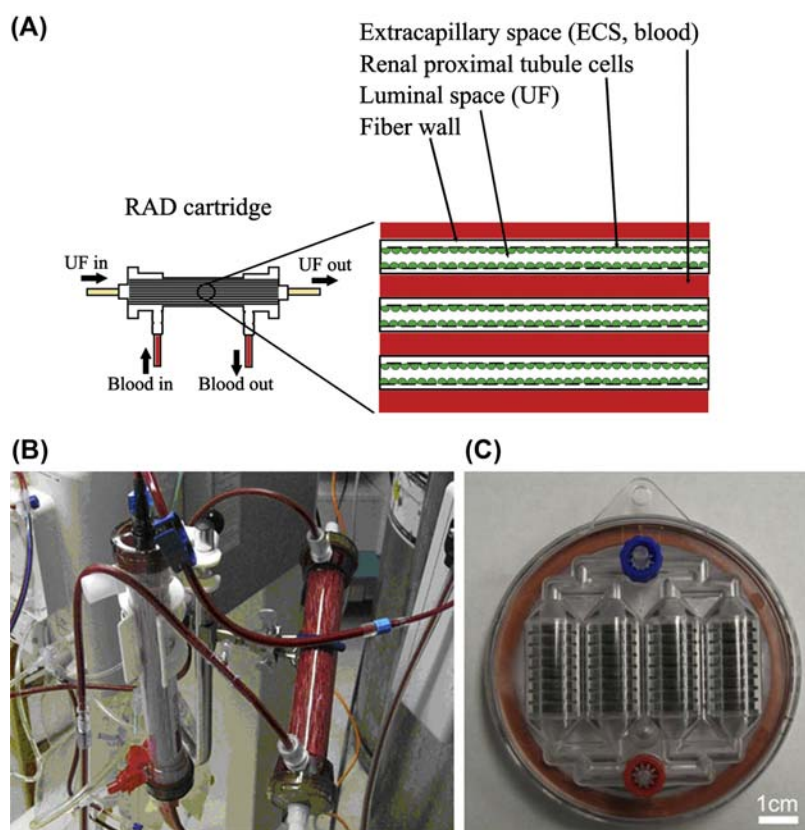 (A)
Extracapillary space (ECS, blood)
Renal proximal tubule cells
Luminal space (UF)
Fiber wall
RAD cartridge
UF in
UF out
Blood in
Blood out
(B)
(C)
1cm